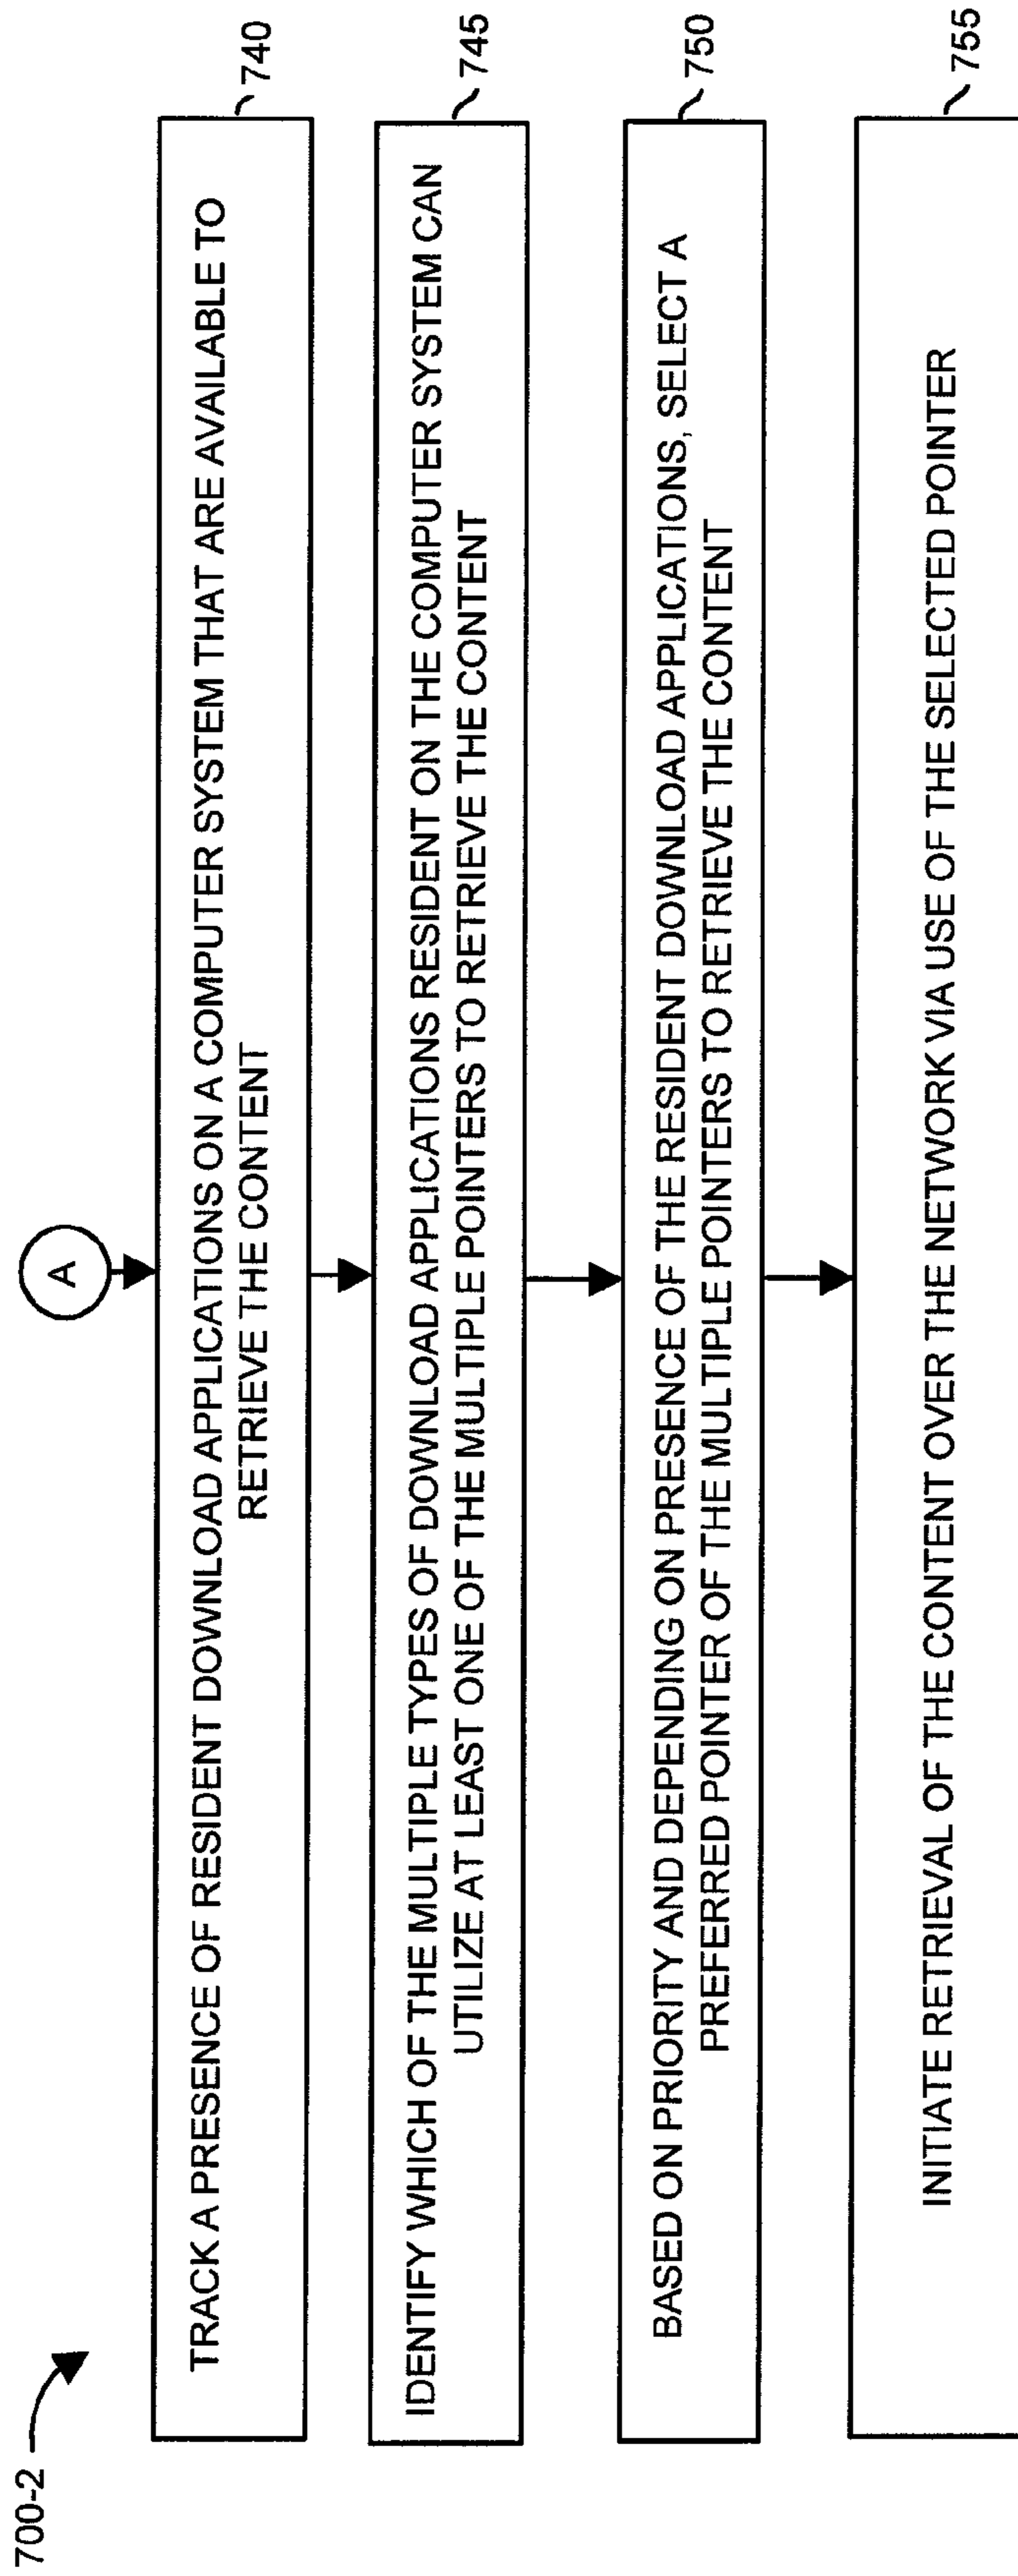 700-2
A
TRACK A PRESENCE OF RESIDENT DOWNLOAD APPLICATIONS ON A COMPUTER SYSTEM THAT ARE AVAILABLE TO
RETRIEVE THE CONTENT
740
IDENTIFY WHICH OF THE MULTIPLE TYPES OF DOWNLOAD APPLICATIONS RESIDENT ON THE COMPUTER SYSTEM CAN
UTILIZE AT LEAST ONE OF THE MULTIPLE POINTERS TO RETRIEVE THE CONTENT
745
BASED ON PRIORITY AND DEPENDING ON PRESENCE OF THE RESIDENT DOWNLOAD APPLICATIONS, SELECT A
PREFERRED POINTER OF THE MULTIPLE POINTERS TO RETRIEVE THE CONTENT
750
INITIATE RETRIEVAL OF THE CONTENT OVER THE NETWORK VIA USE OF THE SELECTED POINTER
755